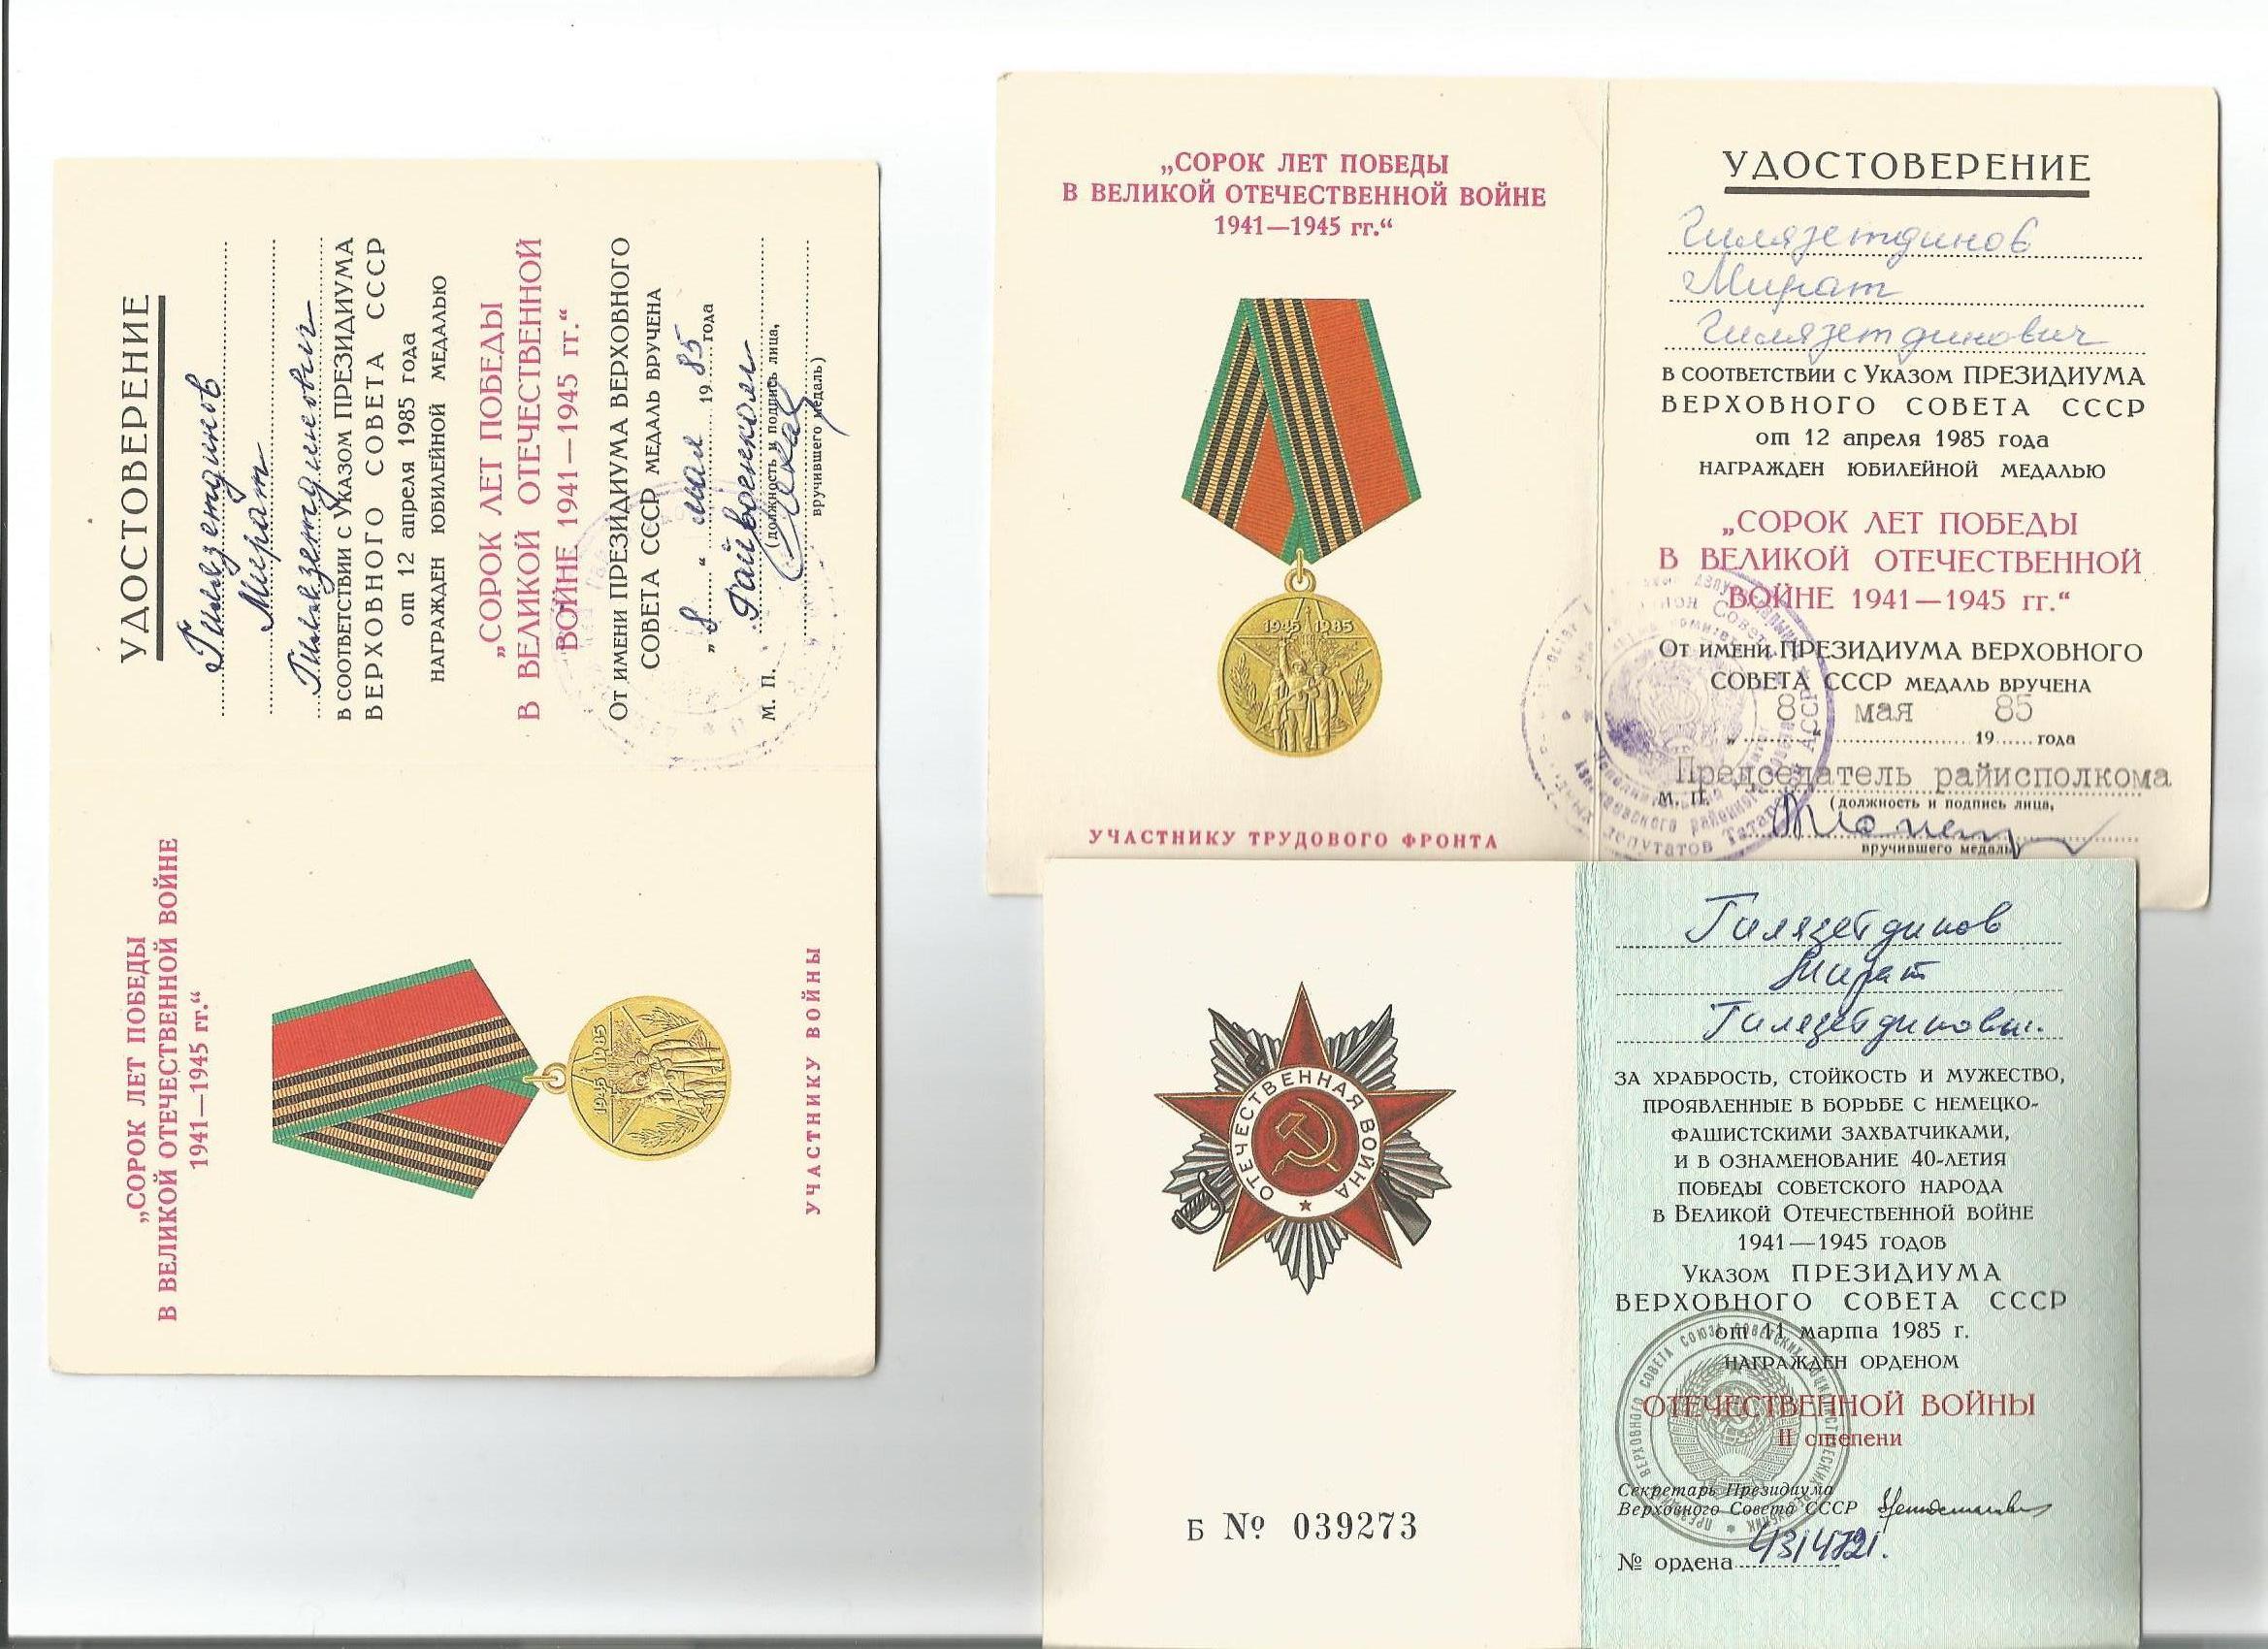 УДОСТОВЕРЕНИЕ
Гилязетдинов
Мират
Гилязетдинович
В СООТВЕТСТВИИ С УКАЗОМ ПРЕЗИДИУМА
ВЕРХОВНОГО СОВЕТА СССР
от 12 апреля 1985 года
НАГРАЖДЕН ЮБИЛЕЙНОЙ МЕДАЛЬЮ
„СОРОК ЛЕТ ПОБЕДЫ
В ВЕЛИКОЙ ОТЕЧЕСТВЕННОЙ
ВОЙНЕ 1941—1945 гг.“
ОТ ИМЕНИ ПРЕЗИДИУМА ВЕРХОВНОГО
СОВЕТА СССР МЕДАЛЬ ВРУЧЕНА
„8“ мая 1985 года
Райвоенком
М. П. (должность и подпись лица,
вручившего медаль)
„СОРОК ЛЕТ ПОБЕДЫ
В ВЕЛИКОЙ ОТЕЧЕСТВЕННОЙ ВОЙНЕ
1941—1945 гг.“
1945 1985
УЧАСТНИКУ ВОЙНЫ
„СОРОК ЛЕТ ПОБЕДЫ
В ВЕЛИКОЙ ОТЕЧЕСТВЕННОЙ ВОЙНЕ
1941—1945 гг.“
1945 1985
УЧАСТНИКУ ТРУДОВОГО ФРОНТА
УДОСТОВЕРЕНИЕ
Гилязетдинов
Мират
Гилязетдинович
В СООТВЕТСТВИИ С УКАЗОМ ПРЕЗИДИУМА
ВЕРХОВНОГО СОВЕТА СССР
от 12 апреля 1985 года
НАГРАЖДЕН ЮБИЛЕЙНОЙ МЕДАЛЬЮ
„СОРОК ЛЕТ ПОБЕДЫ
В ВЕЛИКОЙ ОТЕЧЕСТВЕННОЙ
ВОЙНЕ 1941—1945 гг.“
ОТ ИМЕНИ ПРЕЗИДИУМА ВЕРХОВНОГО
СОВЕТА СССР МЕДАЛЬ ВРУЧЕНА
8 мая 85
„ 19 года
Председатель райисполкома
М. П. (должность и подпись лица,
вручившего медаль
ОТЕЧЕСТВЕННАЯ ВОЙНА
Б № 039273
Гилязетдинов
Мират
Гилязетдинович.
ЗА ХРАБРОСТЬ, СТОЙКОСТЬ И МУЖЕСТВО,
ПРОЯВЛЕННЫЕ В БОРЬБЕ С НЕМЕЦКО-
ФАШИСТСКИМИ ЗАХВАТЧИКАМИ,
И В ОЗНАМЕНОВАНИЕ 40-ЛЕТИЯ
ПОБЕДЫ СОВЕТСКОГО НАРОДА
В ВЕЛИКОЙ ОТЕЧЕСТВЕННОЙ ВОЙНЕ
1941—1945 ГОДОВ
УКАЗОМ ПРЕЗИДИУМА
ВЕРХОВНОГО СОВЕТА СССР
от 11 марта 1985 г.
НАГРАЖДЕН ОРДЕНОМ
ОТЕЧЕСТВЕННОЙ ВОЙНЫ
II степени
Секретарь Президиума
Верховного Совета СССР
№ ордена 4314721.